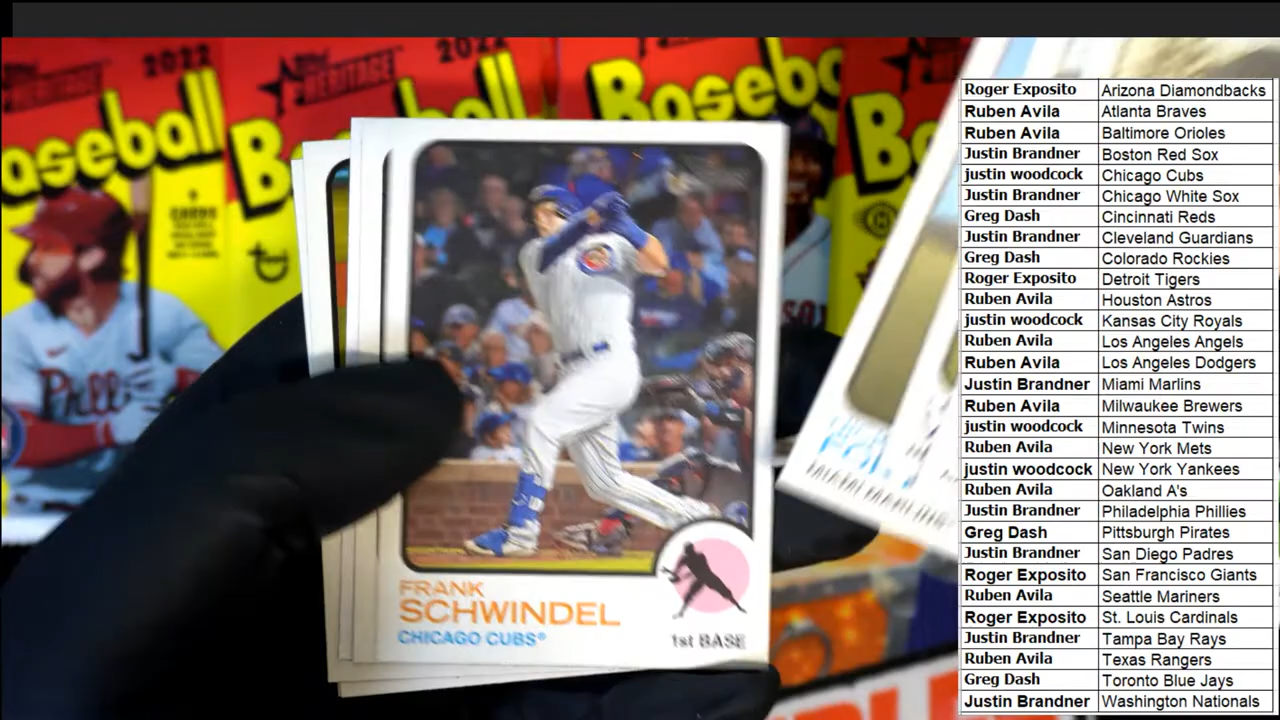 2022
HERITAGE
2022
Baseball
Baseball
Baseball
Phil
FRANK
SCHWINDEL
CHICAGO CUBS®
1st BASE
Roger Exposito Arizona Diamondbacks
Ruben Avila Atlanta Braves
Ruben Avila Baltimore Orioles
Justin Brandner Boston Red Sox
justin woodcock Chicago Cubs
Justin Brandner Chicago White Sox
Greg Dash Cincinnati Reds
Justin Brandner Cleveland Guardians
Greg Dash Colorado Rockies
Roger Exposito Detroit Tigers
Ruben Avila Houston Astros
justin woodcock Kansas City Royals
Ruben Avila Los Angeles Angels
Ruben Avila Los Angeles Dodgers
Justin Brandner Miami Marlins
Ruben Avila Milwaukee Brewers
justin woodcock Minnesota Twins
Ruben Avila New York Mets
justin woodcock New York Yankees
Ruben Avila Oakland A's
Justin Brandner Philadelphia Phillies
Greg Dash Pittsburgh Pirates
Justin Brandner San Diego Padres
Roger Exposito San Francisco Giants
Ruben Avila Seattle Mariners
Roger Exposito St. Louis Cardinals
Justin Brandner Tampa Bay Rays
Ruben Avila Texas Rangers
Greg Dash Toronto Blue Jays
Justin Brandner Washington Nationals